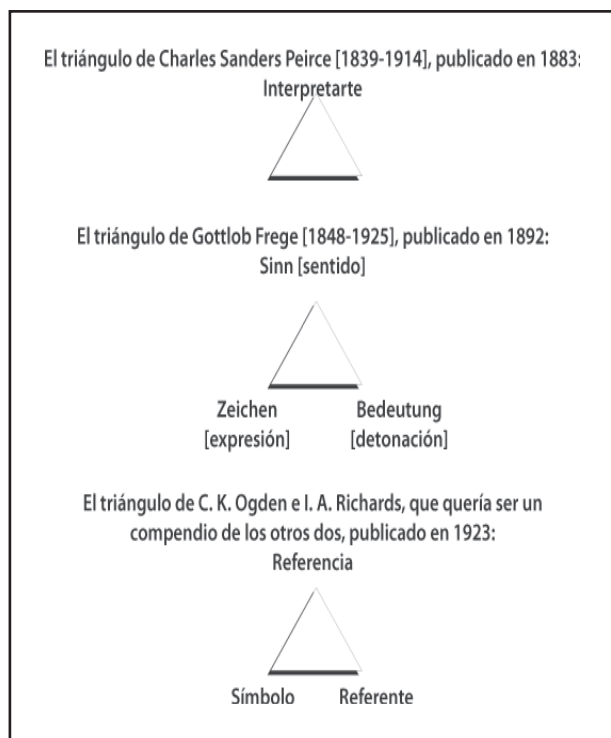 El triángulo de Charles Sanders Peirce [1839-1914], publicado en 1883:
Interpretarte
El triángulo de Gottlob Frege [1848-1925], publicado en 1892:
Sinn [sentido]
Zeichen Bedeutung
[expresión] [detonación]
El triángulo de C. K. Ogden e I. A. Richards, que quería ser un
compendio de los otros dos, publicado en 1923:
Referencia
Símbolo Referente